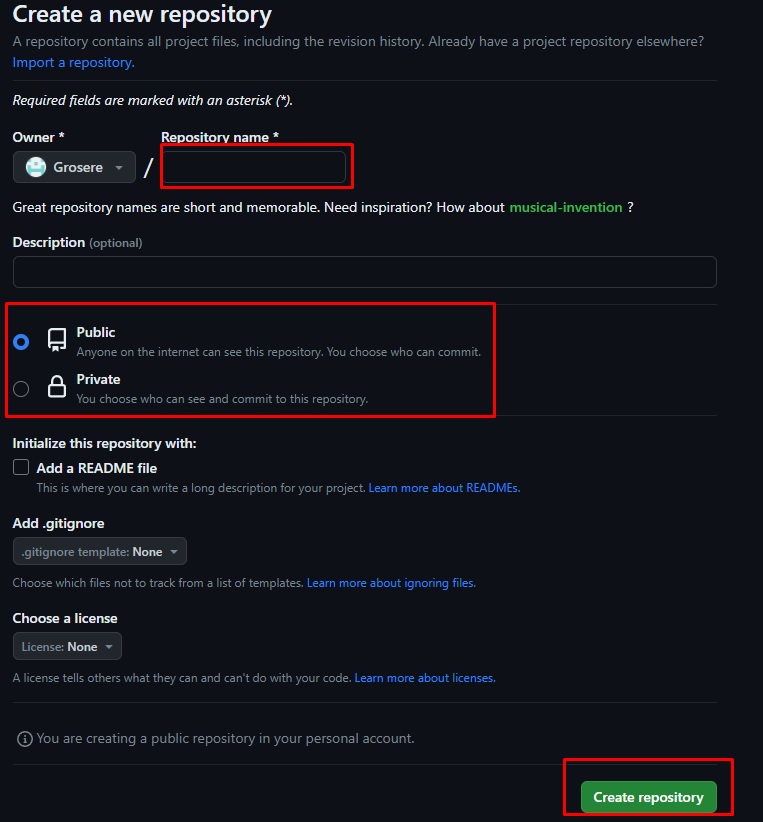 Create a new repository
A repository contains all project files, including the revision history. Already have a project repository elsewhere?
Import a repository.
Required fields are marked with an asterisk (*).
Owner * Repository name *
Grosere /
Great repository names are short and memorable. Need inspiration? How about musical-invention ?
Description (optional)
Public
Anyone on the internet can see this repository. You choose who can commit.
Private
You choose who can see and commit to this repository.
Initialize this repository with:
Add a README file
This is where you can write a long description for your project. Learn more about READMEs.
Add .gitignore
.gitignore template: None
Choose which files not to track from a list of templates. Learn more about ignoring files.
Choose a license
License: None
A license tells others what they can and can't do with your code. Learn more about licenses.
You are creating a public repository in your personal account.
Create repository